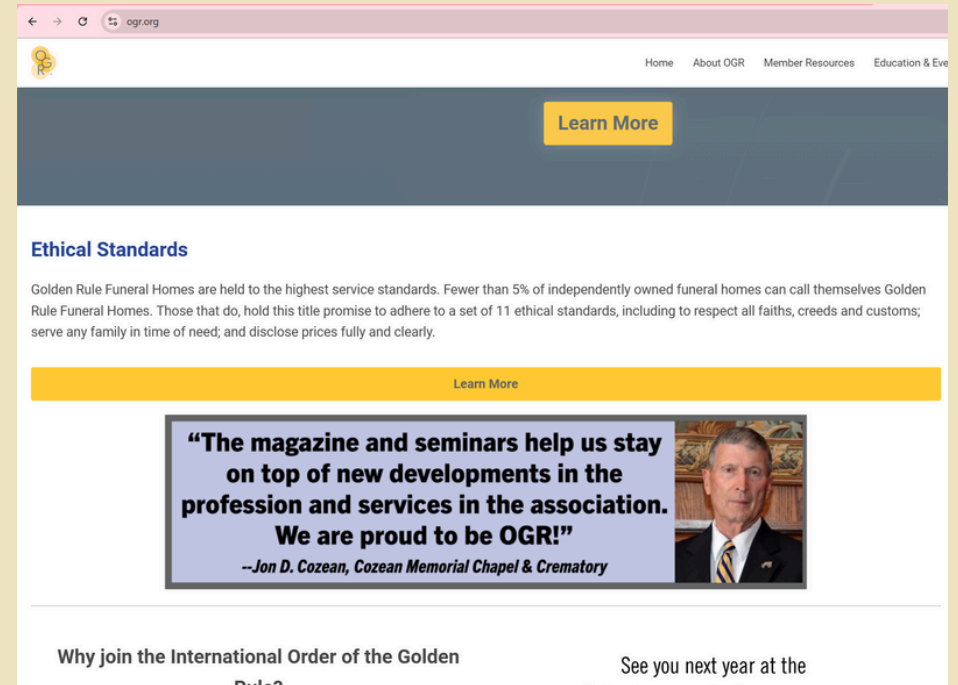 ogr.org
OGR
Home About OGR Member Resources Education & Eve
Learn More
Ethical Standards
Golden Rule Funeral Homes are held to the highest service standards. Fewer than 5% of independently owned funeral homes can call themselves Golden
Rule Funeral Homes. Those that do, hold this title promise to adhere to a set of 11 ethical standards, including to respect all faiths, creeds and customs;
serve any family in time of need; and disclose prices fully and clearly.
Learn More
“The magazine and seminars help us stay
on top of new developments in the
profession and services in the association.
We are proud to be OGR!”
--Jon D. Cozean, Cozean Memorial Chapel & Crematory
Why join the International Order of the Golden
Rule?
See you next year at the